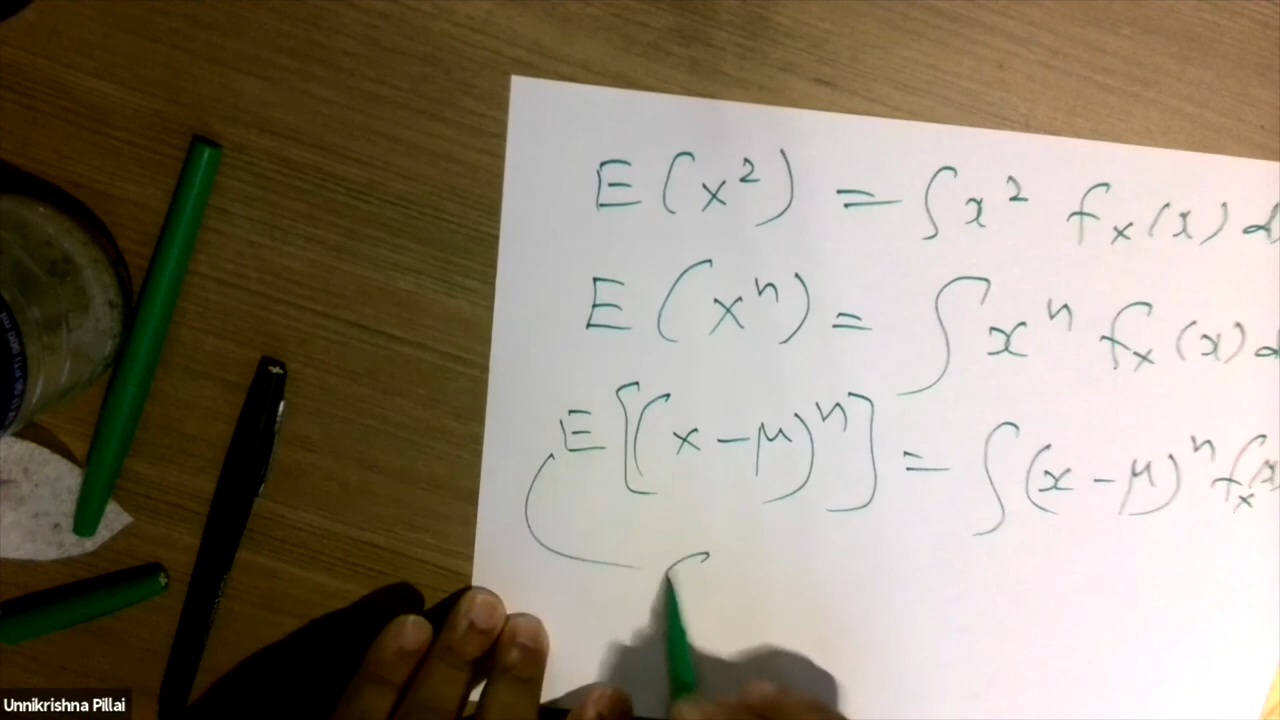 E(x²) = ∫x² fₓ(x) d
E(xⁿ) = ∫xⁿ fₓ(x) d
E[(x-μ)ⁿ] = ∫(x-μ)ⁿ fₓ(x
Unnikrishna Pillai